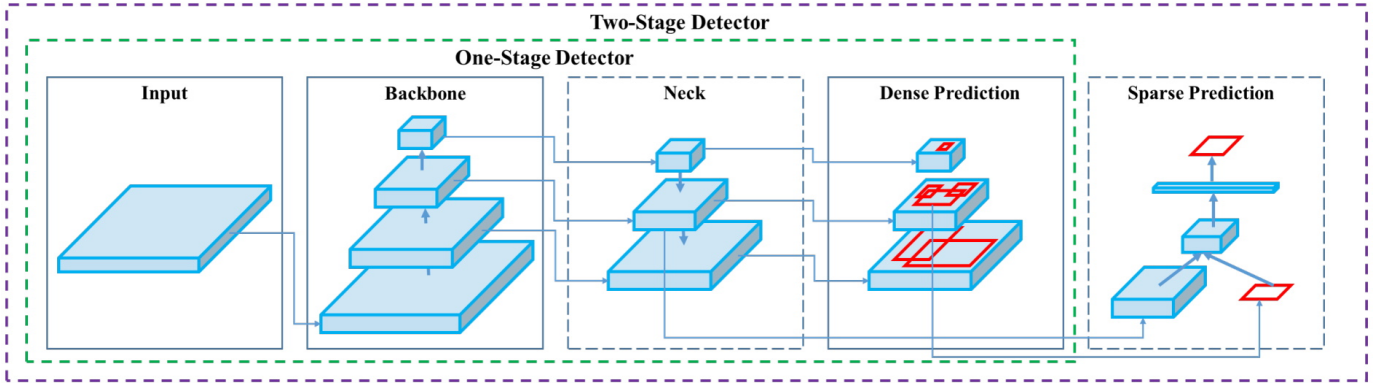 Two-Stage Detector
One-Stage Detector
Input
Backbone
Neck
Dense Prediction
Sparse Prediction